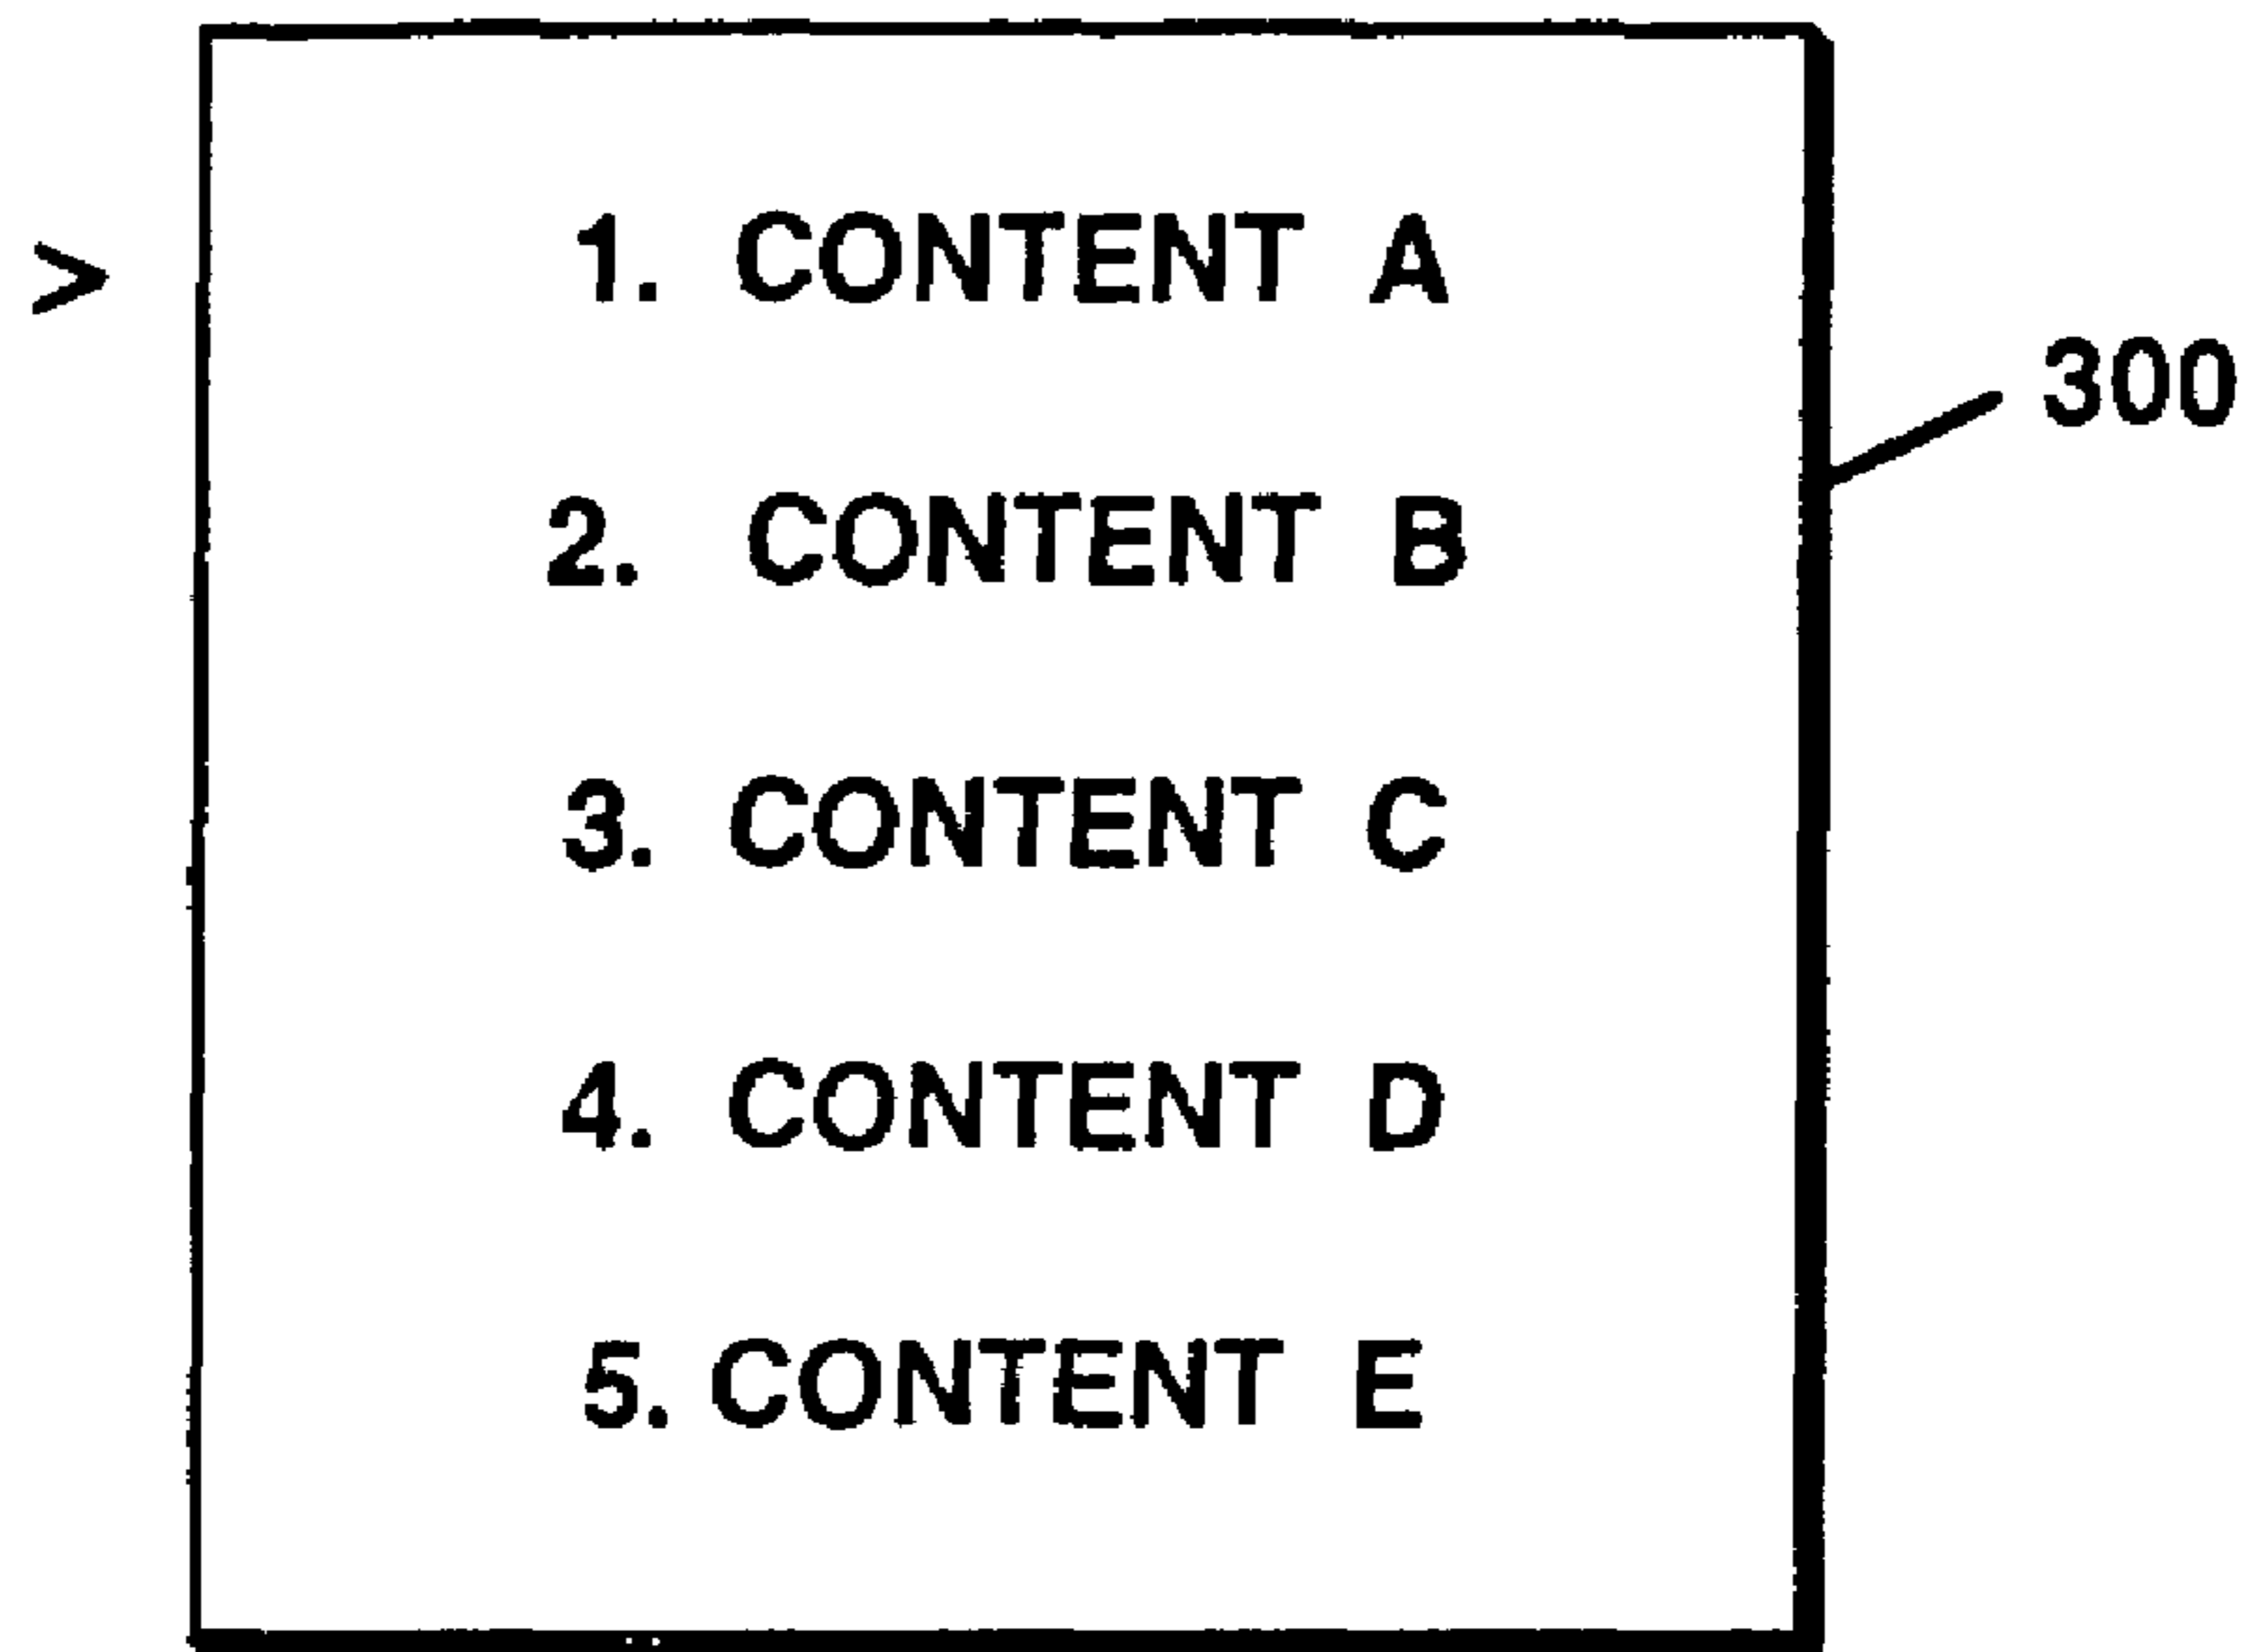 > 1. CONTENT A
300
2. CONTENT B
3. CONTENT C
4. CONTENT D
5. CONTENT E